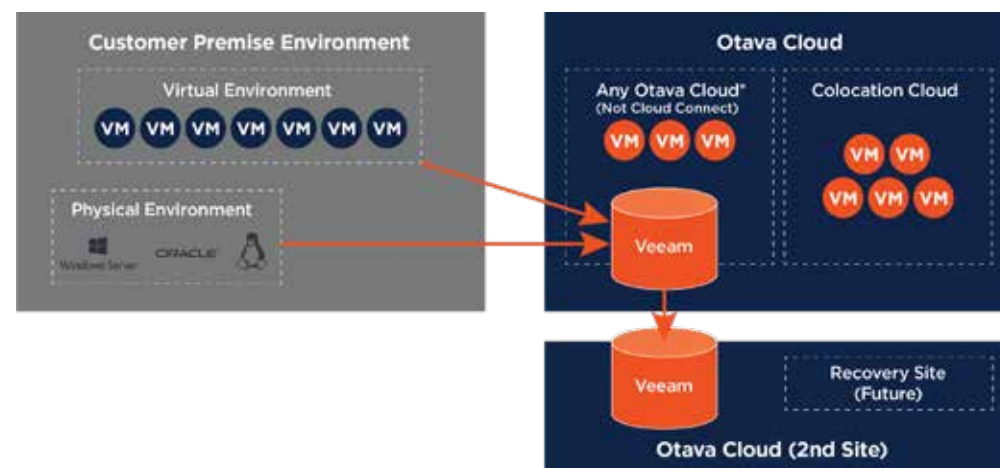 Customer Premise Environment
Virtual Environment
VM VM VM VM VM VM VM
Physical Environment
Windows Server
ORACLE
Otava Cloud
Any Otava Cloud*
(Not Cloud Connect)
VM VM VM
Veeam
Colocation Cloud
VM VM
VM VM VM
Veeam
Recovery Site
(Future)
Otava Cloud (2nd Site)